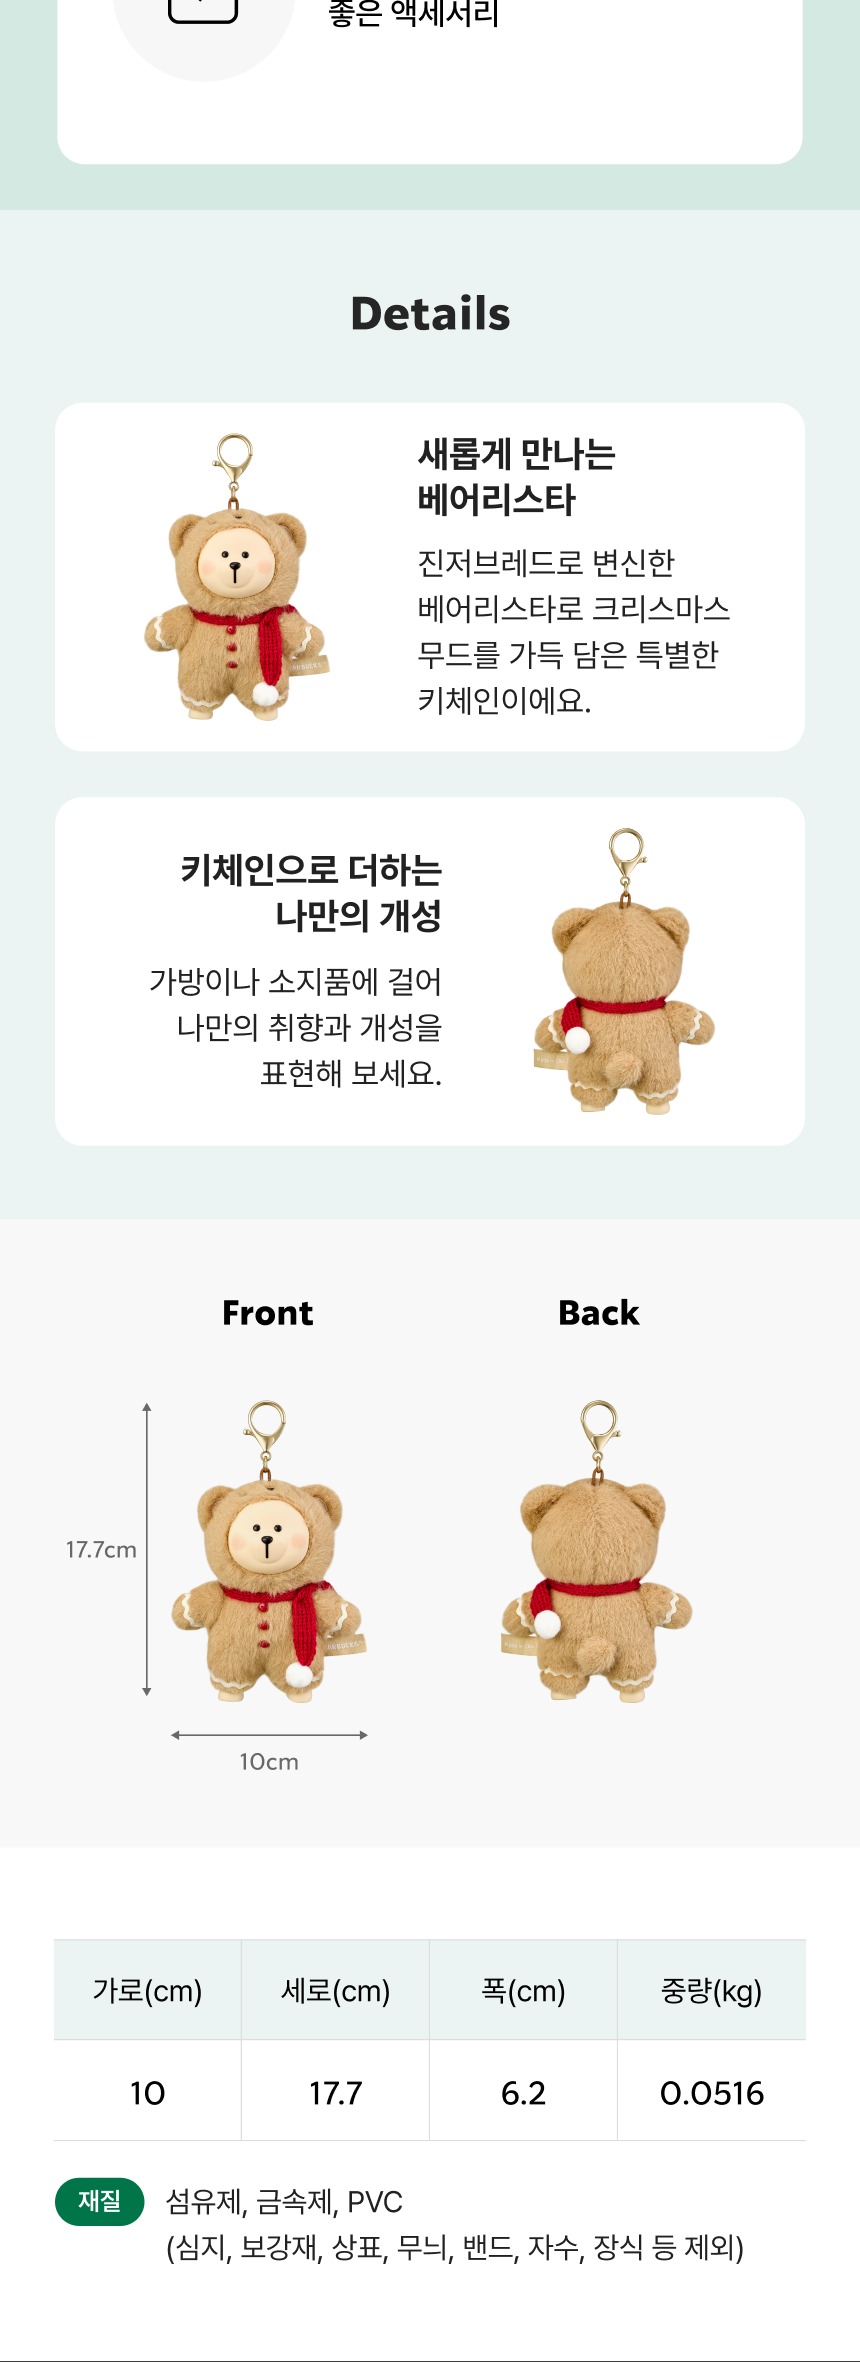 좋은 액세서리
Details
새롭게 만나는
베어리스타
진저브레드로 변신한
베어리스타로 크리스마스
무드를 가득 담은 특별한
키체인이에요.
키체인으로 더하는
나만의 개성
가방이나 소지품에 걸어
나만의 취향과 개성을
표현해 보세요.
Front
Back
17.7cm
10cm
가로(cm) 세로(cm) 폭(cm) 중량(kg)
10 17.7 6.2 0.0516
재질 섬유제, 금속제, PVC
(심지, 보강재, 상표, 무늬, 밴드, 자수, 장식 등 제외)